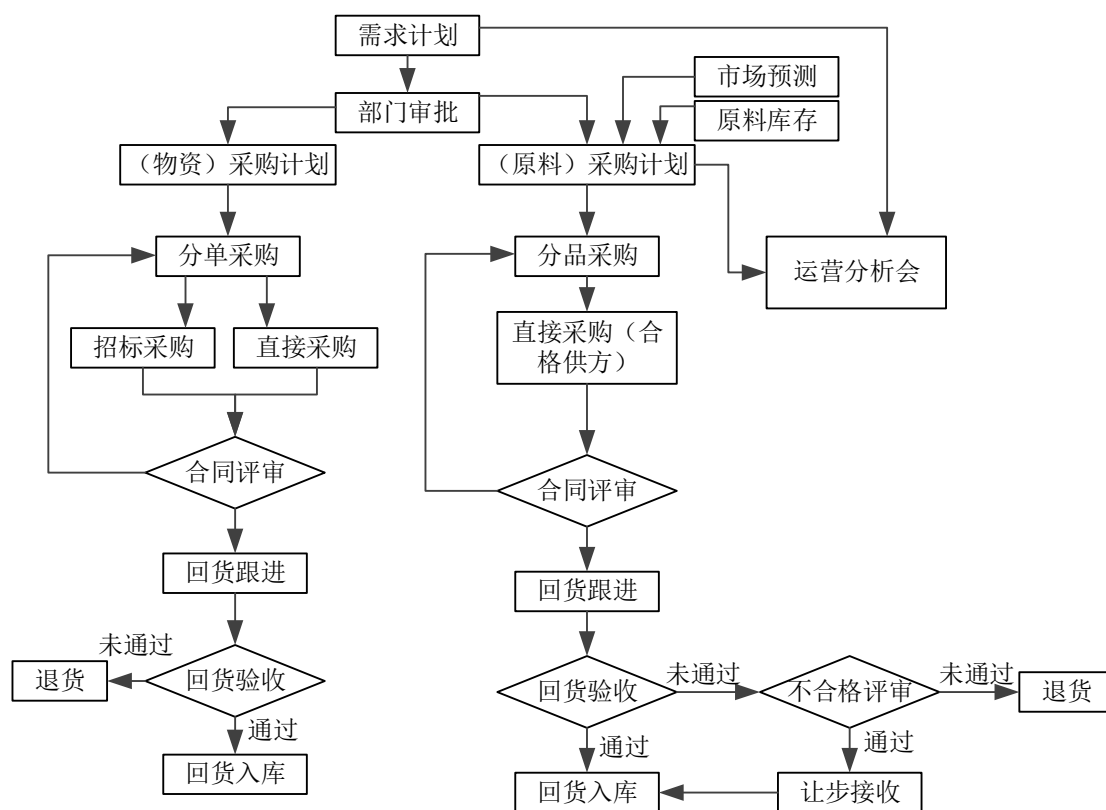 需求计划
市场预测
部门审批
原料库存
（物资）采购计划
（原料）采购计划
分单采购
分品采购
运营分析会
招标采购
直接采购
直接采购（合
格供方）
合同评审
合同评审
回货跟进
回货跟进
未通过
退货
回货验收
通过
回货入库
回货验收
未通过
不合格评审
未通过
退货
通过
通过
回货入库
让步接收